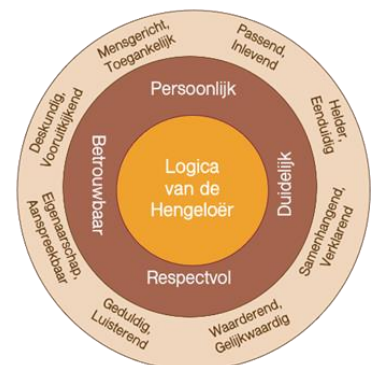 Mensgericht,
Toegankelijk
Passend,
Inlevend
Helder,
Eenduidig
Samenhangend,
Verklarend
Waarderend,
Gelijkwaardig
Geduldig,
Luisterend
Eigenaarschap,
Aanspreekbaar
Deskundig,
Vooruitkijkend
Persoonlijk
Duidelijk
Respectvol
Betrouwbaar
Logica
van de
Hengeloër